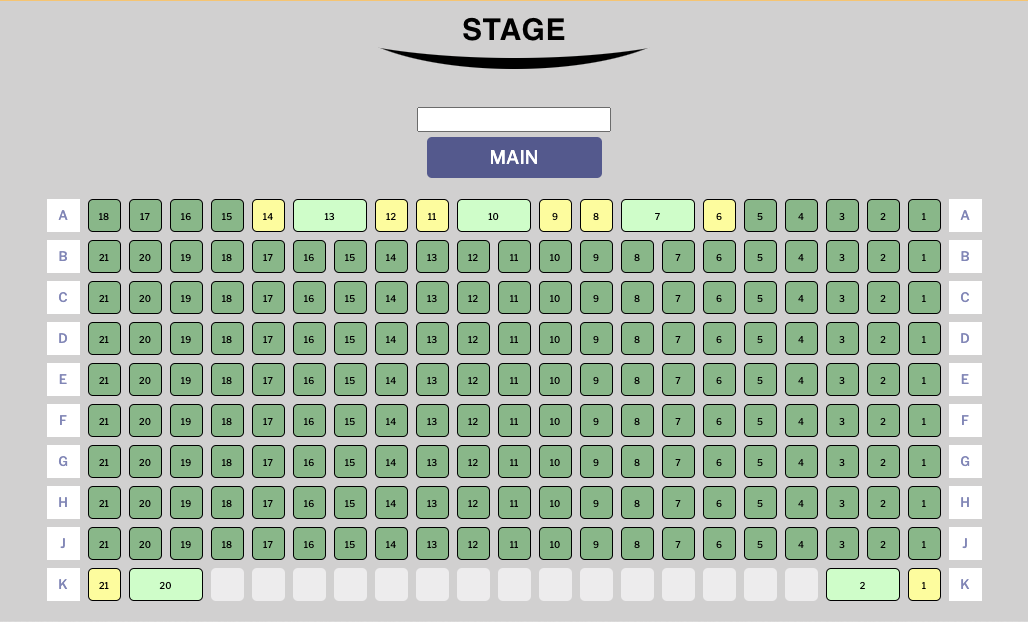 STAGE
MAIN
A 18 17 16 15 14 13 12 11 10 9 8 7 6 5 4 3 2 1 A
B 21 20 19 18 17 16 15 14 13 12 11 10 9 8 7 6 5 4 3 2 1 B
C 21 20 19 18 17 16 15 14 13 12 11 10 9 8 7 6 5 4 3 2 1 C
D 21 20 19 18 17 16 15 14 13 12 11 10 9 8 7 6 5 4 3 2 1 D
E 21 20 19 18 17 16 15 14 13 12 11 10 9 8 7 6 5 4 3 2 1 E
F 21 20 19 18 17 16 15 14 13 12 11 10 9 8 7 6 5 4 3 2 1 F
G 21 20 19 18 17 16 15 14 13 12 11 10 9 8 7 6 5 4 3 2 1 G
H 21 20 19 18 17 16 15 14 13 12 11 10 9 8 7 6 5 4 3 2 1 H
J 21 20 19 18 17 16 15 14 13 12 11 10 9 8 7 6 5 4 3 2 1 J
K 21 20 2 1 K